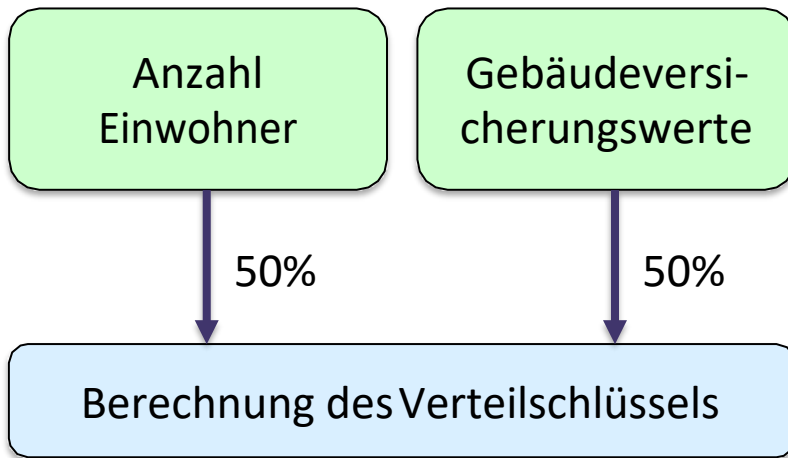 Anzahl
Einwohner
Gebäudeversi-
cherungswerte
50%
50%
Berechnung des Verteilschlüssels